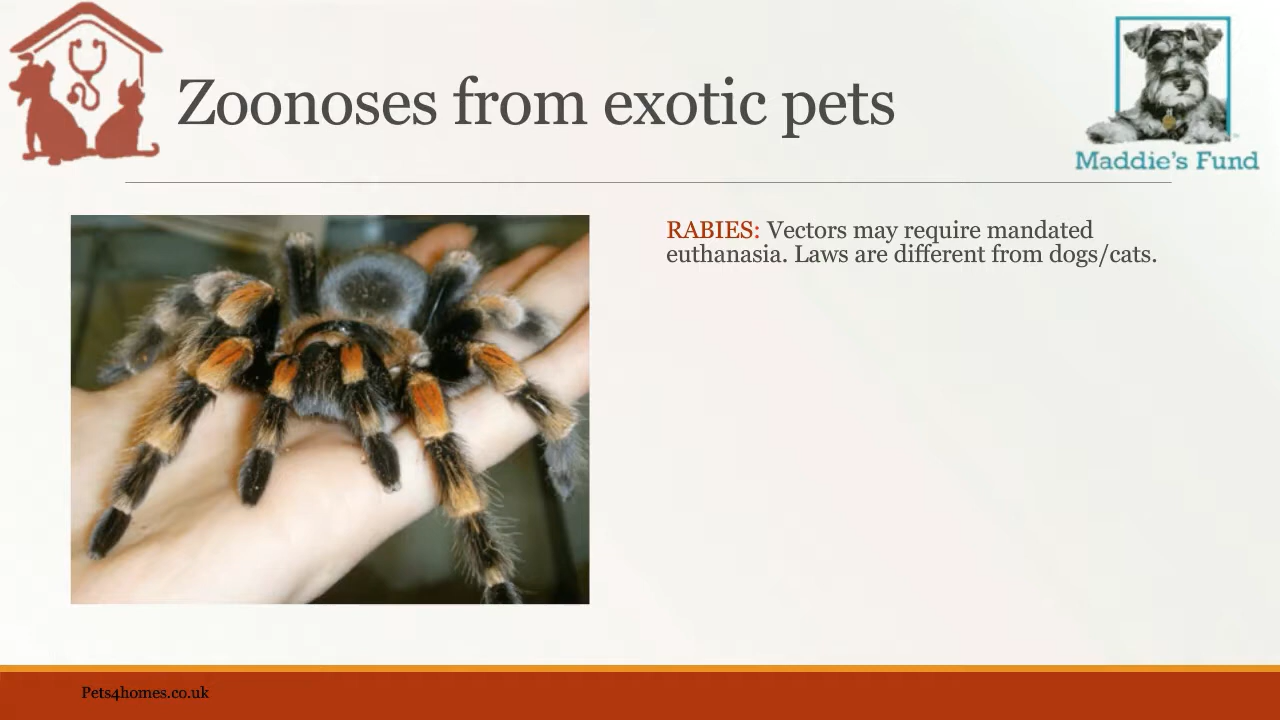 Zoonoses from exotic pets
Maddie's Fund
RABIES: Vectors may require mandated
euthanasia. Laws are different from dogs/cats.
Pets4homes.co.uk